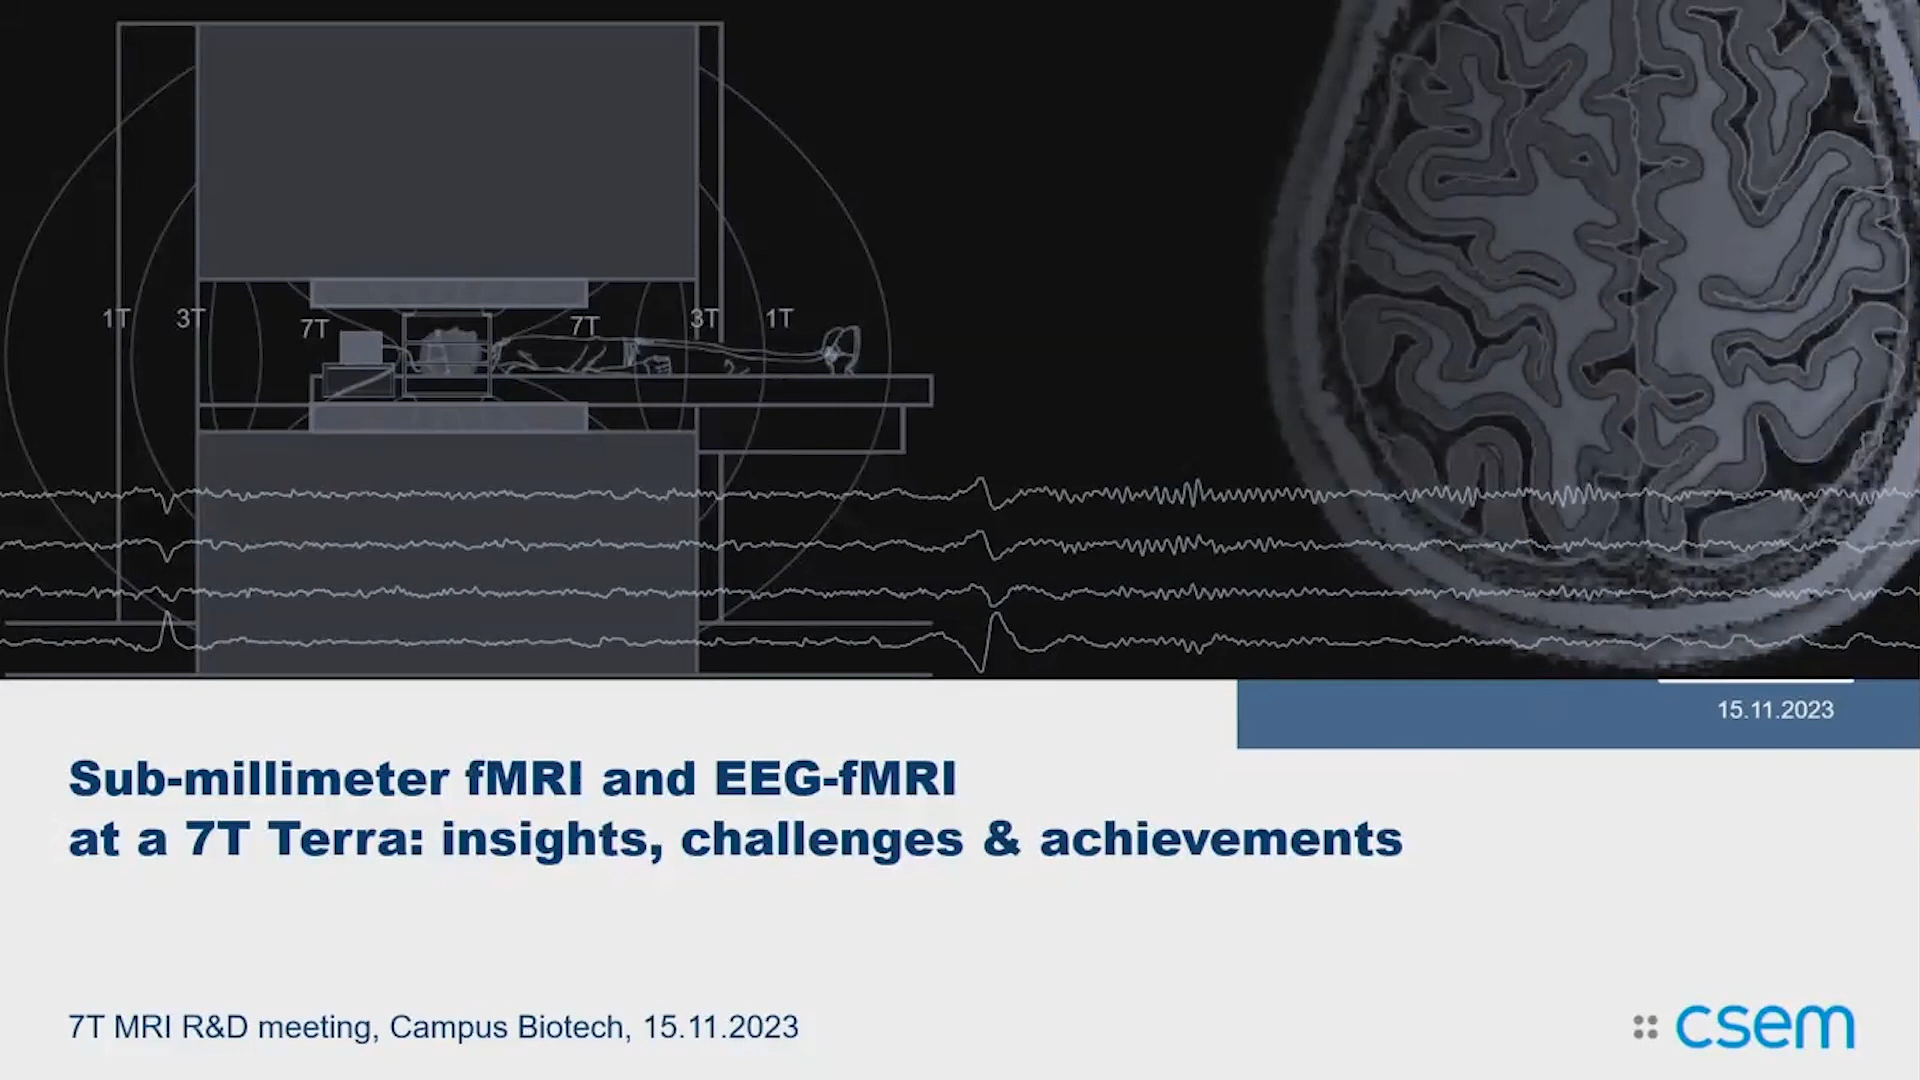 1T 3T 7T 7T 3T 1T
15.11.2023
Sub-millimeter fMRI and EEG-fMRI
at a 7T Terra: insights, challenges & achievements
7T MRI R&D meeting, Campus Biotech, 15.11.2023
csem